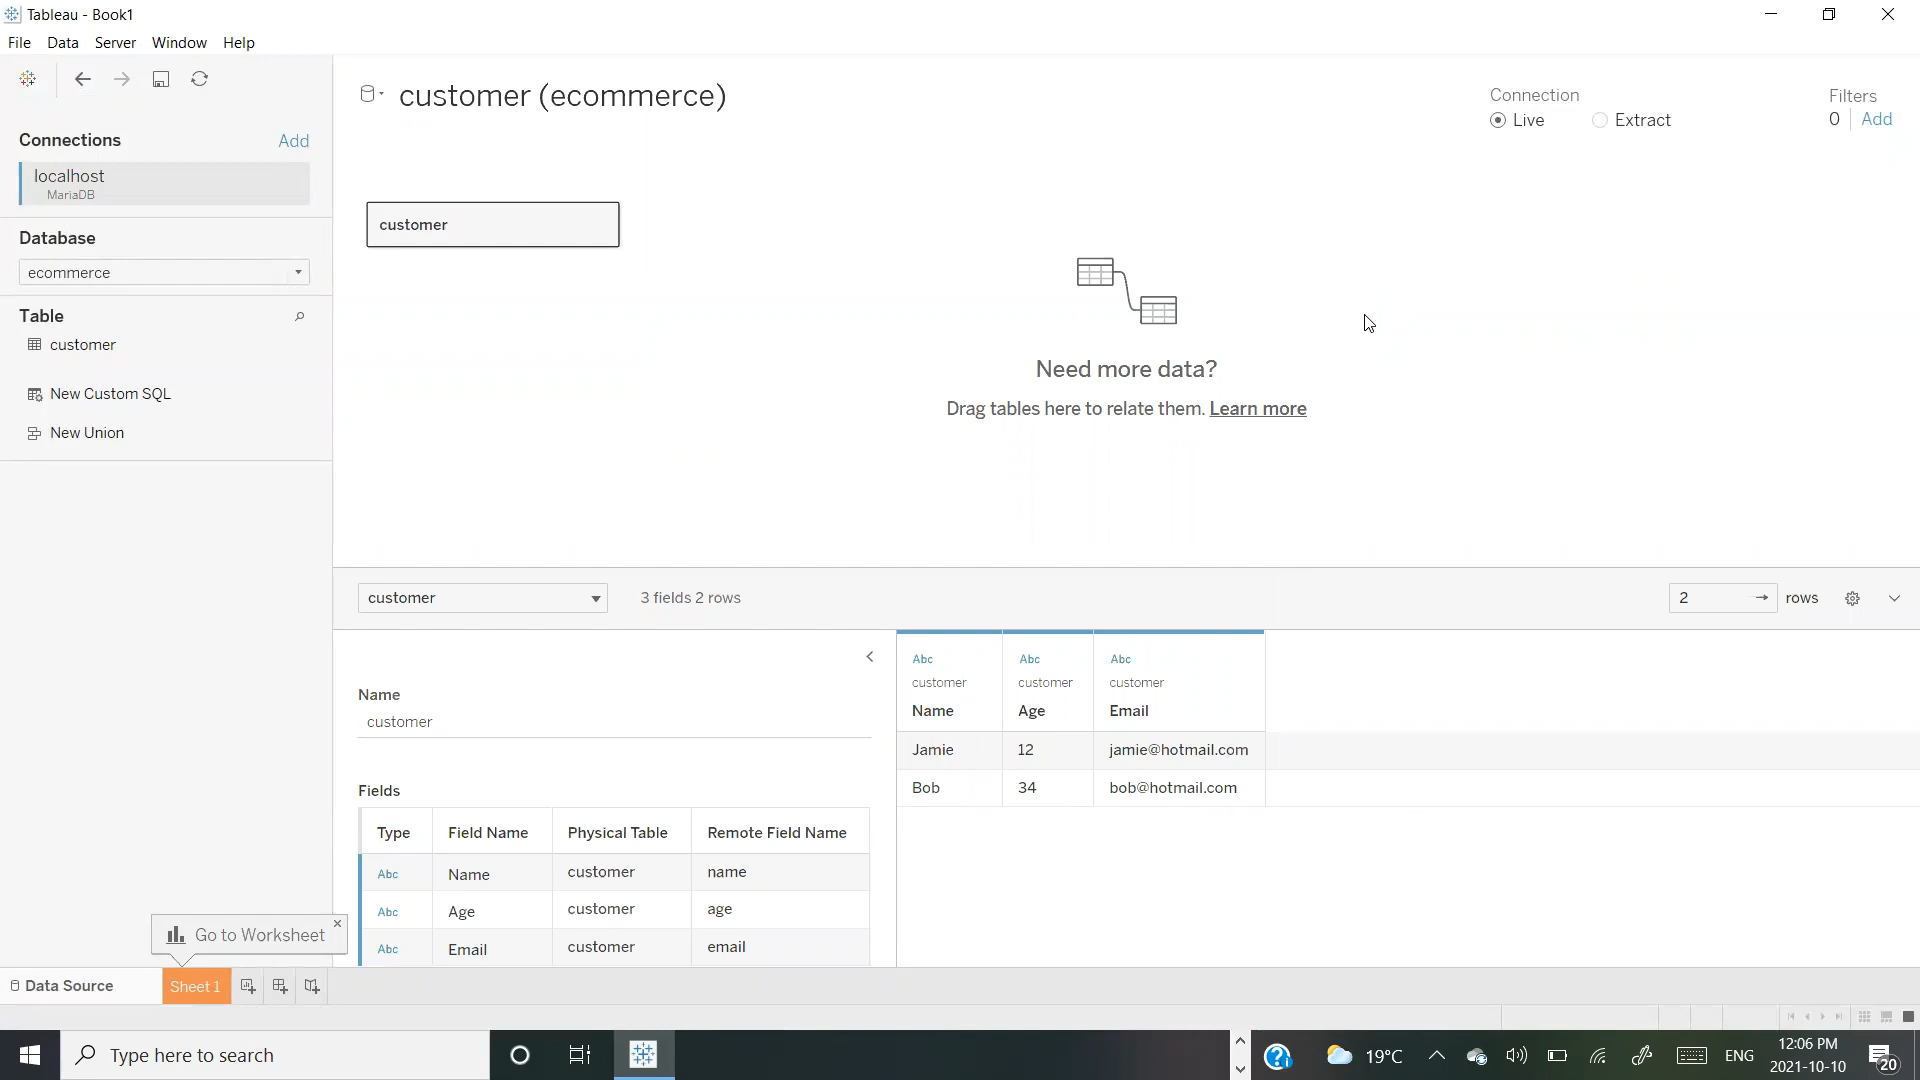 Tableau - Book1
File Data Server Window Help
Connections Add
localhost
MariaDB
Database
ecommerce
Table
customer
New Custom SQL
New Union
customer (ecommerce)
Connection
Live Extract
Filters
0 Add
customer
Need more data?
Drag tables here to relate them. Learn more
customer 3 fields 2 rows
2 rows
Name
customer
Fields
Type Field Name Physical Table Remote Field Name
Abc Name customer name
Abc Age customer age
Abc Email customer email
Abc Abc Abc
customer customer customer
Name Age Email
Jamie 12 jamie@hotmail.com
Bob 34 bob@hotmail.com
Go to Worksheet
Data Source Sheet 1
Type here to search
19°C
ENG
12:06 PM
2021-10-10
20